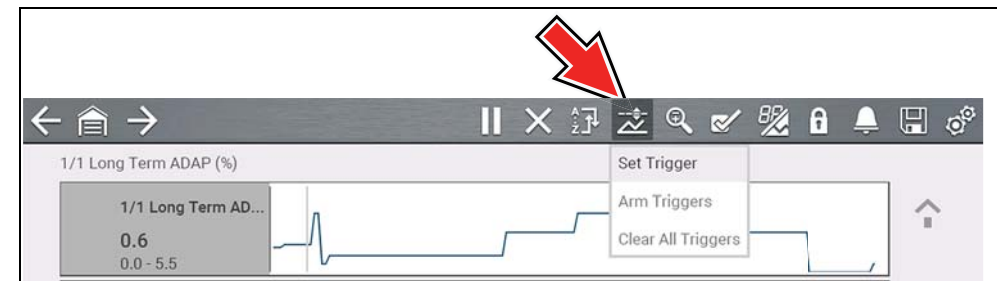 1/1 Long Term ADAP (%)
Set Trigger
1/1 Long Term AD...
Arm Triggers
0.6
Clear All Triggers
0.0 - 5.5